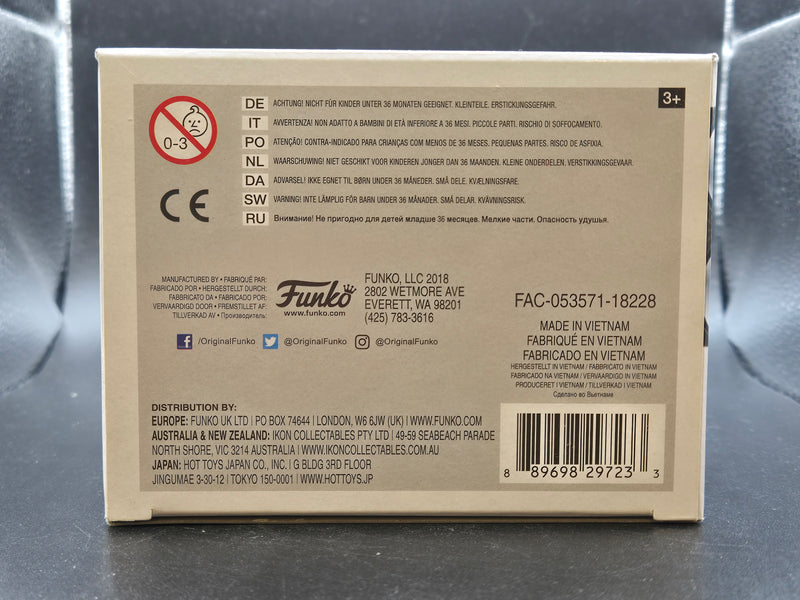 3+
0-3
DE ACHTUNG! NICHT FÜR KINDER UNTER 36 MONATEN GEEIGNET. KLEINTEILE. ERSTICKUNGSGEFAHR.
IT AVVERTENZA! NON ADATTO A BAMBINI DI ETÀ INFERIORE A 36 MESI. PICCOLE PARTI. RISCHIO DI SOFFOCAMENTO.
PO ATENÇÃO! CONTRA-INDICADO PARA CRIANÇAS COM MENOS DE 36 MESES. PEQUENAS PARTES. RISCO DE ASFIXIA.
NL WAARSCHUWING! NIET GESCHIKT VOOR KINDEREN JONGER DAN 36 MAANDEN. KLEINE ONDERDELEN. VERSTIKKINGSGEVAAR.
DA ADVARSEL! IKKE EGNET TIL BØRN UNDER 36 MÅNEDER. SMÅ DELE. KVÆLNINGSFARE.
SW VARNING! INTE LÄMPLIG FÖR BARN UNDER 36 MÅNADER. SMÅ DELAR. KVÄVNINGSRISK.
RU Внимание! Не пригодно для детей младше 36 месяцев. Мелкие части. Опасность удушья.
CE
MANUFACTURED BY • FABRIQUÉ PAR:
FABRICADO POR • HERGESTELLT DURCH:
FABBRICATO DA • FABRICADO POR:
VERVAARDIGD DOOR • FREMSTILLET AF:
TILLVERKAD AV • Производитель:
Funko
www.funko.com
FUNKO, LLC 2018
2802 WETMORE AVE
EVERETT, WA 98201
(425) 783-3616
/OriginalFunko @OriginalFunko @OriginalFunko
FAC-053571-18228
MADE IN VIETNAM
FABRIQUÉ EN VIETNAM
FABRICADO EN VIETNAM
HERGESTELLT IN VIETNAM / FABBRICATO IN VIETNAM
FABRICADO NA VIETNAM / VERVAARDIGD IN VIETNAM
PRODUCERET I VIETNAM / TILLVERKAD I VIETNAM
Сделано во Вьетнаме
DISTRIBUTION BY:
EUROPE: FUNKO UK LTD | PO BOX 74644 | LONDON, W6 6JW (UK) | WWW.FUNKO.COM
AUSTRALIA & NEW ZEALAND: IKON COLLECTABLES PTY LTD | 49-59 SEABEACH PARADE
NORTH SHORE, VIC 3214 AUSTRALIA | WWW.IKONCOLLECTABLES.COM.AU
JAPAN: HOT TOYS JAPAN CO., INC. | G BLDG 3RD FLOOR
JINGUMAE 3-30-12 | TOKYO 150-0001 | WWW.HOTTOYS.JP
8 89698 29723 3